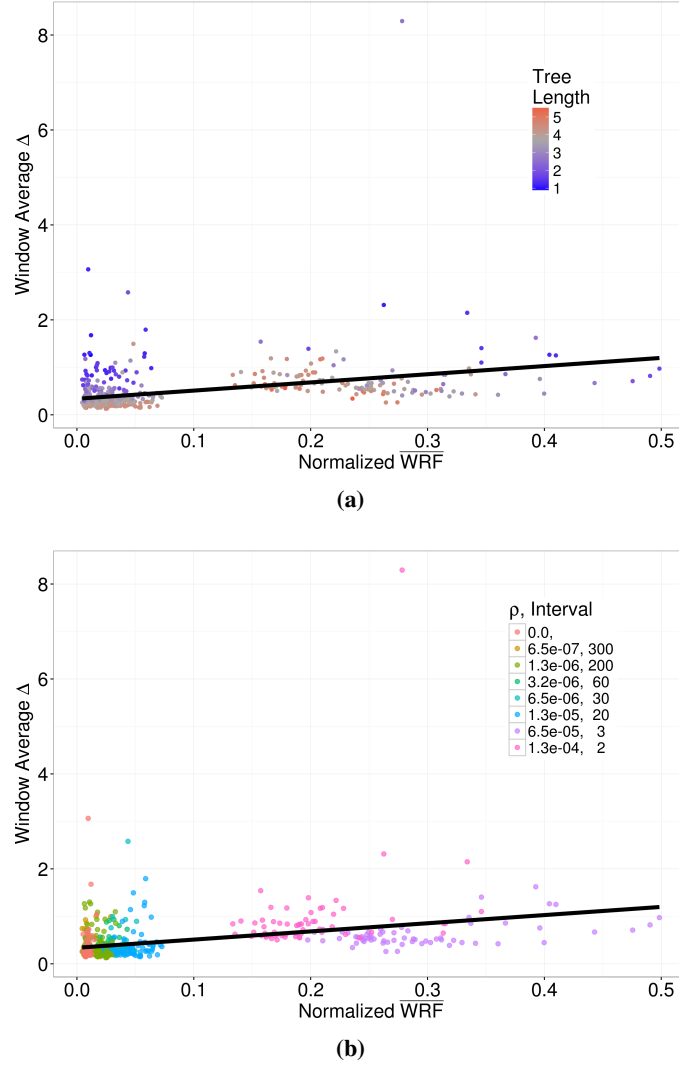 8
6
4
2
0
Window Average Δ
Tree
Length
5
4
3
2
1
0.0 0.1 0.2 0.3 0.4 0.5
Normalized WRF
(a)
8
6
4
2
0
Window Average Δ
ρ, Interval
0.0,
6.5e-07, 300
1.3e-06, 200
3.2e-06, 60
6.5e-06, 30
1.3e-05, 20
6.5e-05, 3
1.3e-04, 2
0.0 0.1 0.2 0.3 0.4 0.5
Normalized WRF
(b)